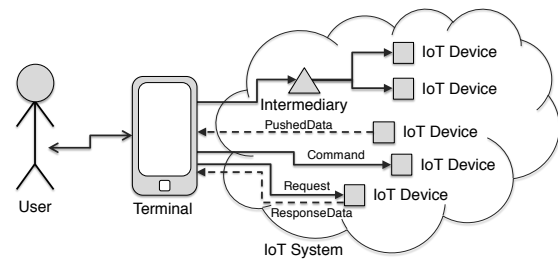 IoT Device
IoT Device
Intermediary
PushedData
IoT Device
Command
IoT Device
Request
IoT Device
User
Terminal
ResponseData
IoT System